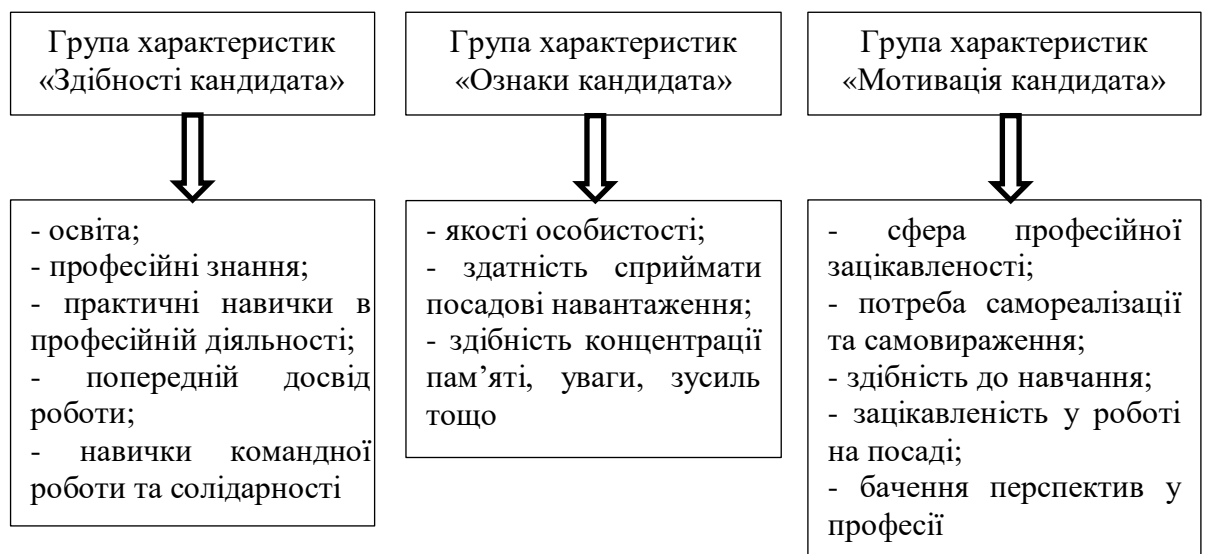 Група характеристик
«Здібності кандидата»
Група характеристик
«Ознаки кандидата»
Група характеристик
«Мотивація кандидата»
- освіта;
- професійні знання;
- практичні навички в
професійній діяльності;
- попередній досвід
роботи;
- навички командної
роботи та солідарності
- якості особистості;
- здатність сприймати
посадові навантаження;
- здібність концентрації
пам’яті, уваги, зусиль
тощо
- сфера професійної
зацікавленості;
- потреба самореалізації
та самовираження;
- здібність до навчання;
- зацікавленість у роботі
на посаді;
- бачення перспектив у
професії